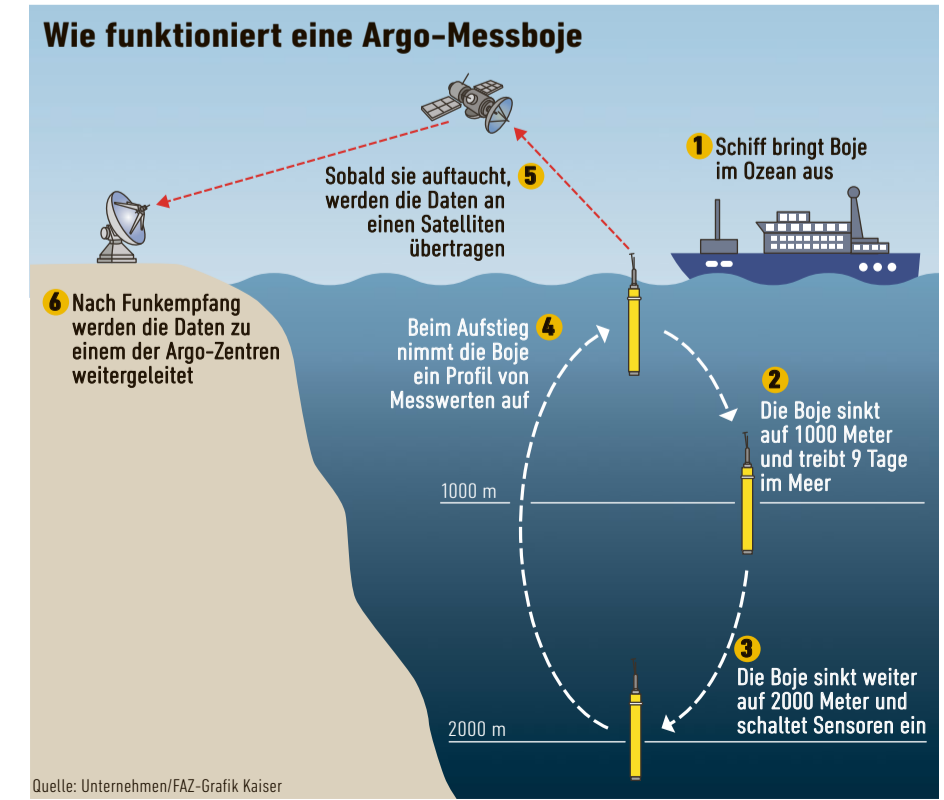 Wie funktioniert eine Argo-Messboje
1 Schiff bringt Boje
im Ozean aus
2
Die Boje sinkt
auf 1000 Meter
und treibt 9 Tage
im Meer
1000 m
3
Die Boje sinkt weiter
auf 2000 Meter und
schaltet Sensoren ein
2000 m
Beim Aufstieg 4
nimmt die Boje
ein Profil von
Messwerten auf
Sobald sie auftaucht, 5
werden die Daten an
einen Satelliten
übertragen
6 Nach Funkempfang
werden die Daten zu
einem der Argo-Zentren
weitergeleitet
Quelle: Unternehmen/FAZ-Grafik Kaiser